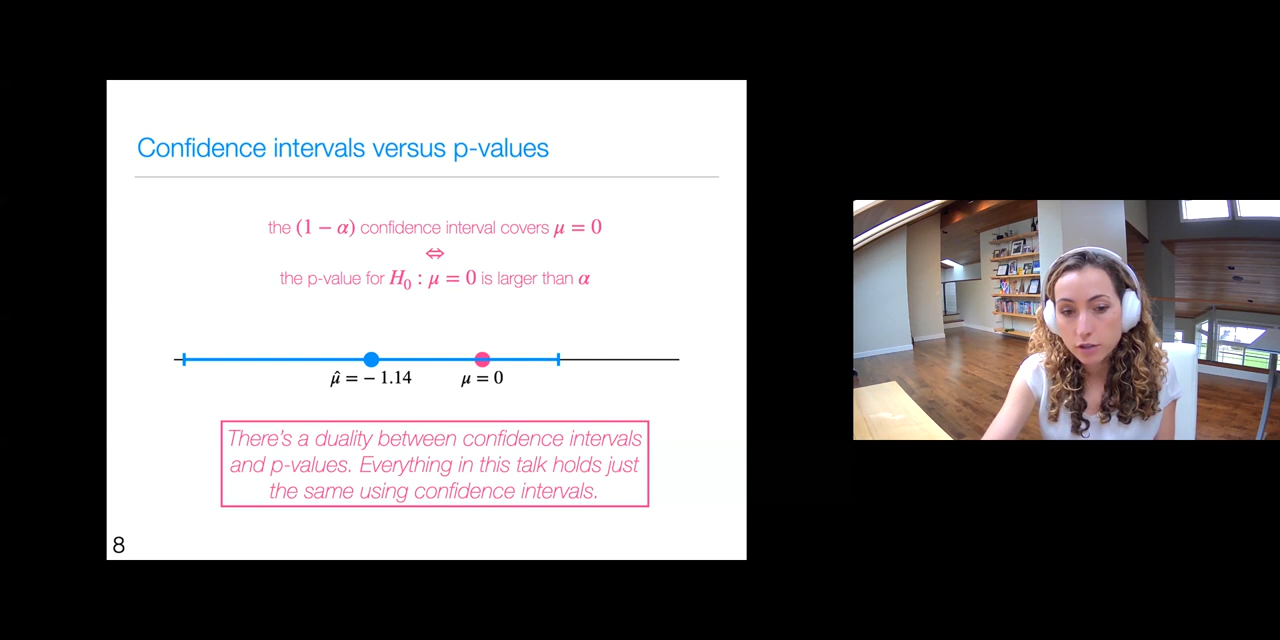 Confidence intervals versus p-values
the (1 − α) confidence interval covers μ = 0
⇔
the p-value for H₀ : μ = 0 is larger than α
μ̂ = − 1.14
μ = 0
There's a duality between confidence intervals
and p-values. Everything in this talk holds just
the same using confidence intervals.
8